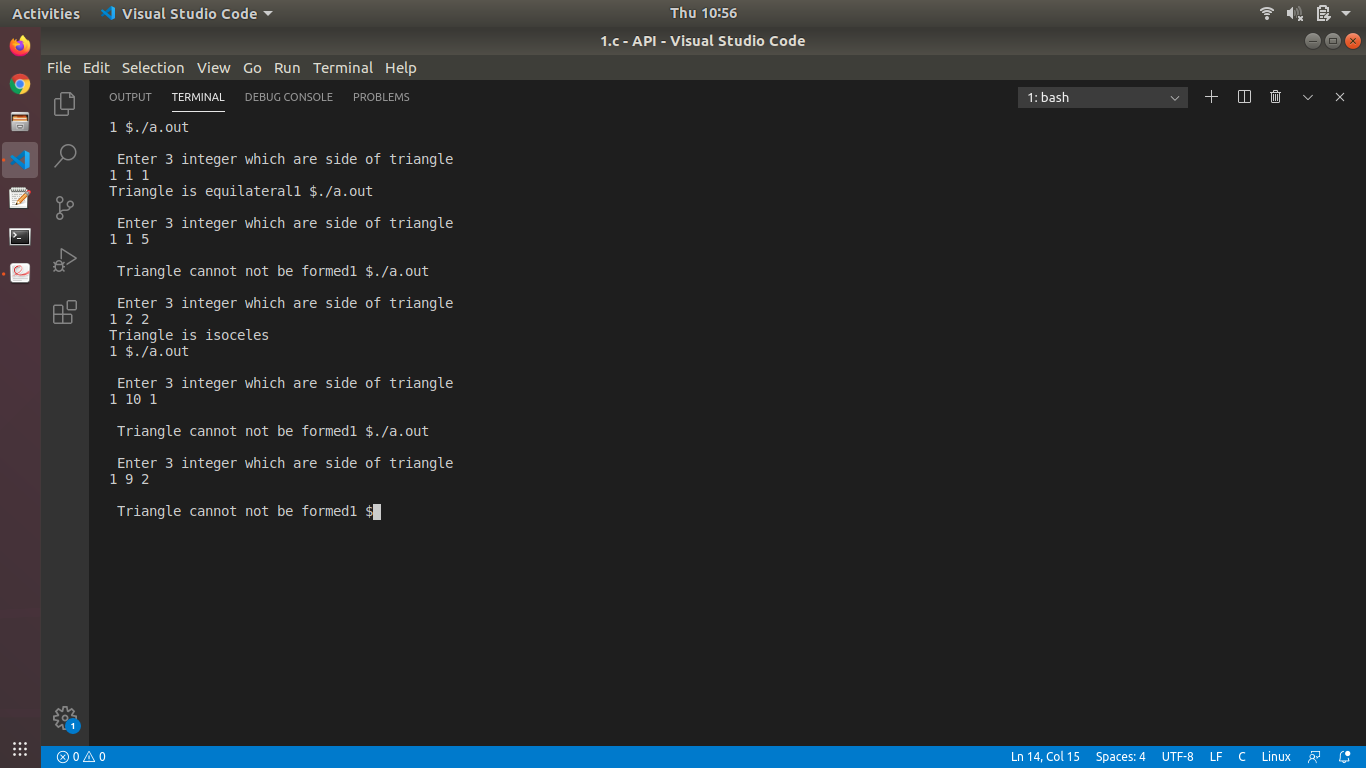 Activities Visual Studio Code Thu 10:56
1.c - API - Visual Studio Code
File Edit Selection View Go Run Terminal Help
OUTPUT TERMINAL DEBUG CONSOLE PROBLEMS 1: bash
1 $./a.out
Enter 3 integer which are side of triangle
1 1 1
Triangle is equilateral1 $./a.out
Enter 3 integer which are side of triangle
1 1 5
Triangle cannot not be formed1 $./a.out
Enter 3 integer which are side of triangle
1 2 2
Triangle is isoceles
1 $./a.out
Enter 3 integer which are side of triangle
1 10 1
Triangle cannot not be formed1 $./a.out
Enter 3 integer which are side of triangle
1 9 2
Triangle cannot not be formed1 $
1
0 0 Ln 14, Col 15 Spaces: 4 UTF-8 LF C Linux